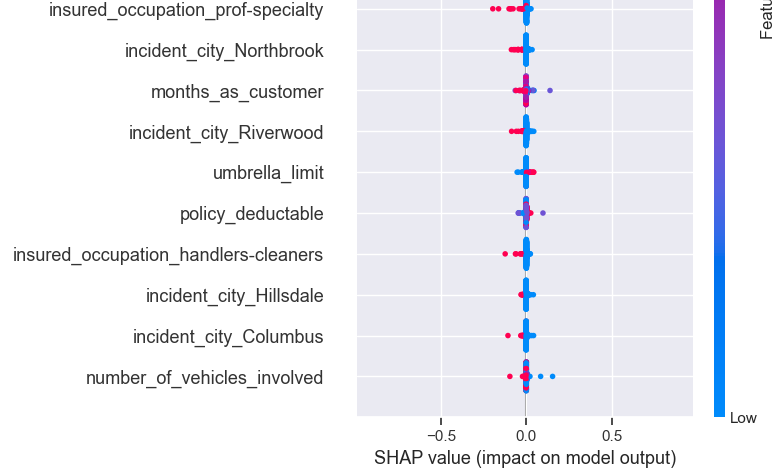 insured_occupation_prof-specialty
incident_city_Northbrook
months_as_customer
incident_city_Riverwood
umbrella_limit
policy_deductable
insured_occupation_handlers-cleaners
incident_city_Hillsdale
incident_city_Columbus
number_of_vehicles_involved
Featu
Low
−0.5 0.0 0.5
SHAP value (impact on model output)